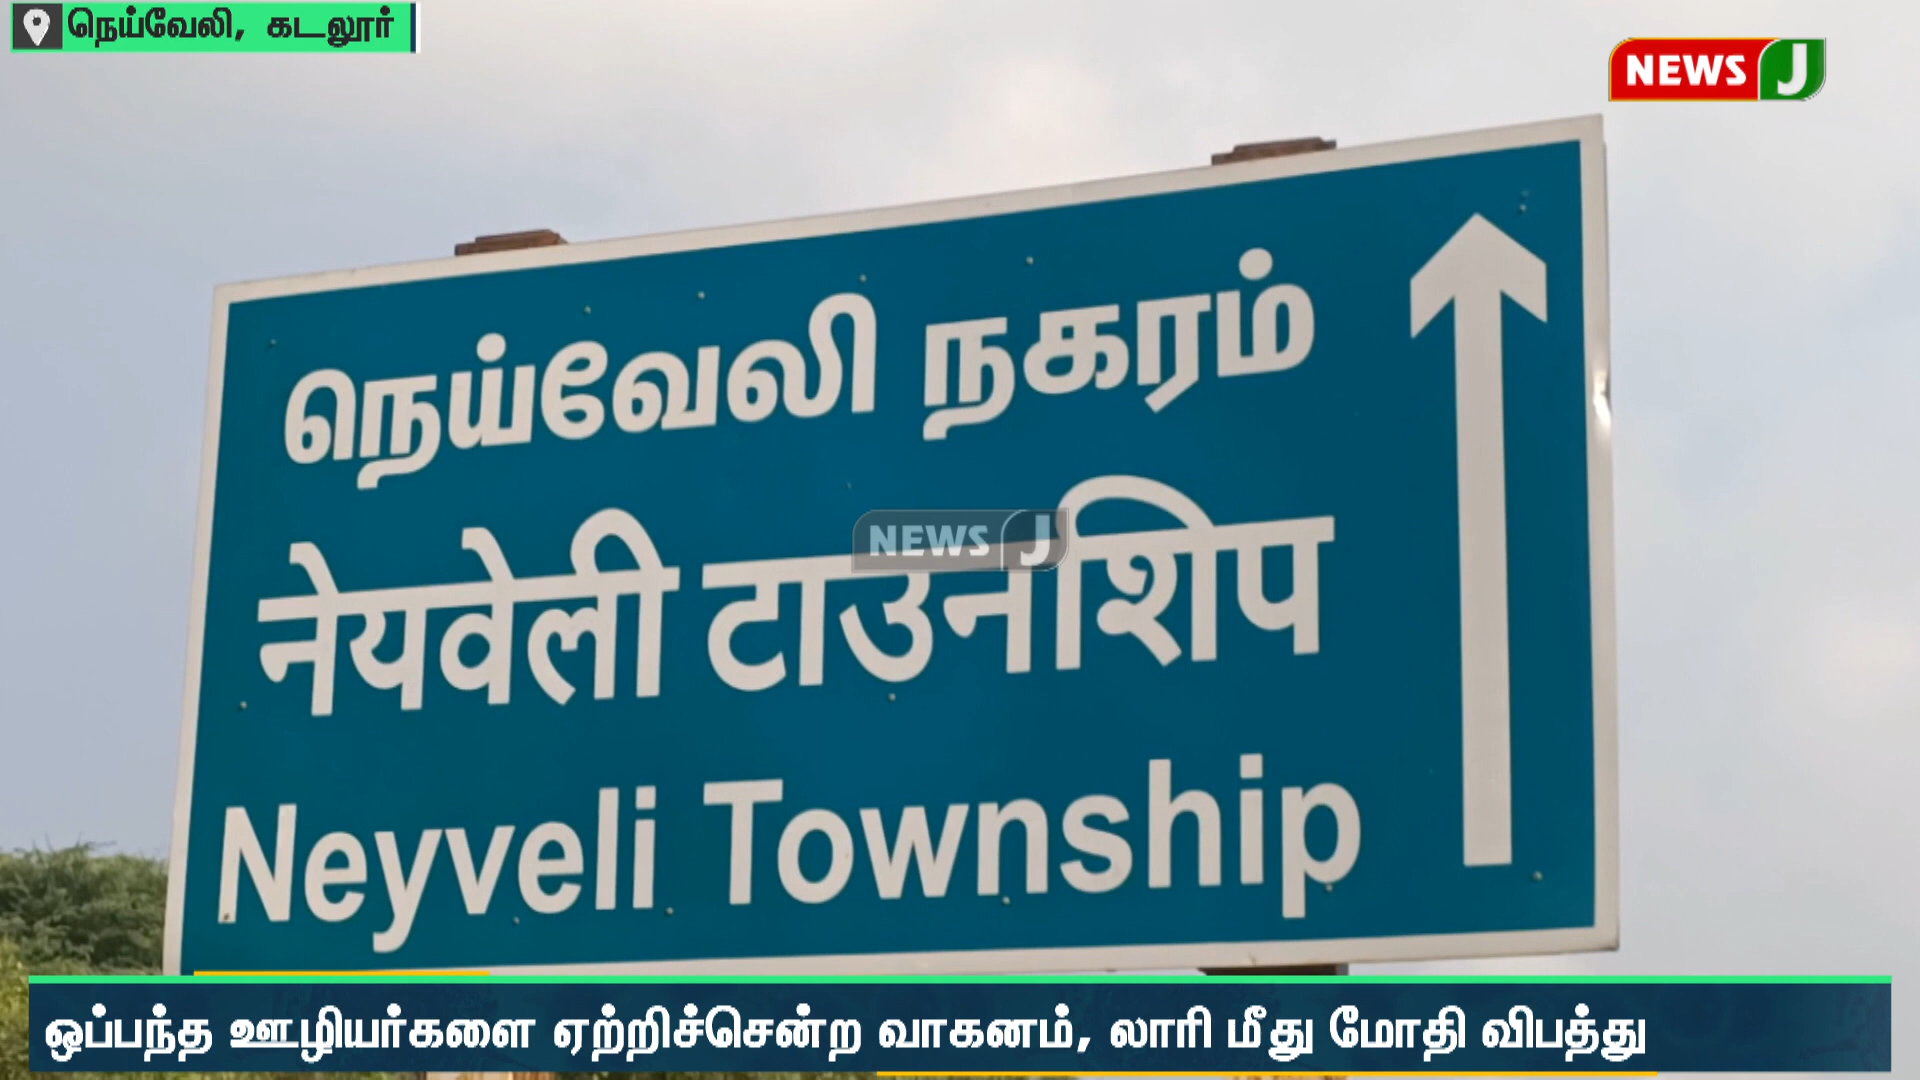 நெய்வேலி, கடலூர்
NEWS J
நெய்வேலி நகரம்
नेयवेली टाउनशिप
NEWS J
Neyveli Township
ஒப்பந்த ஊழியர்களை ஏற்றிச்சென்ற வாகனம், லாரி மீது மோதி விபத்து